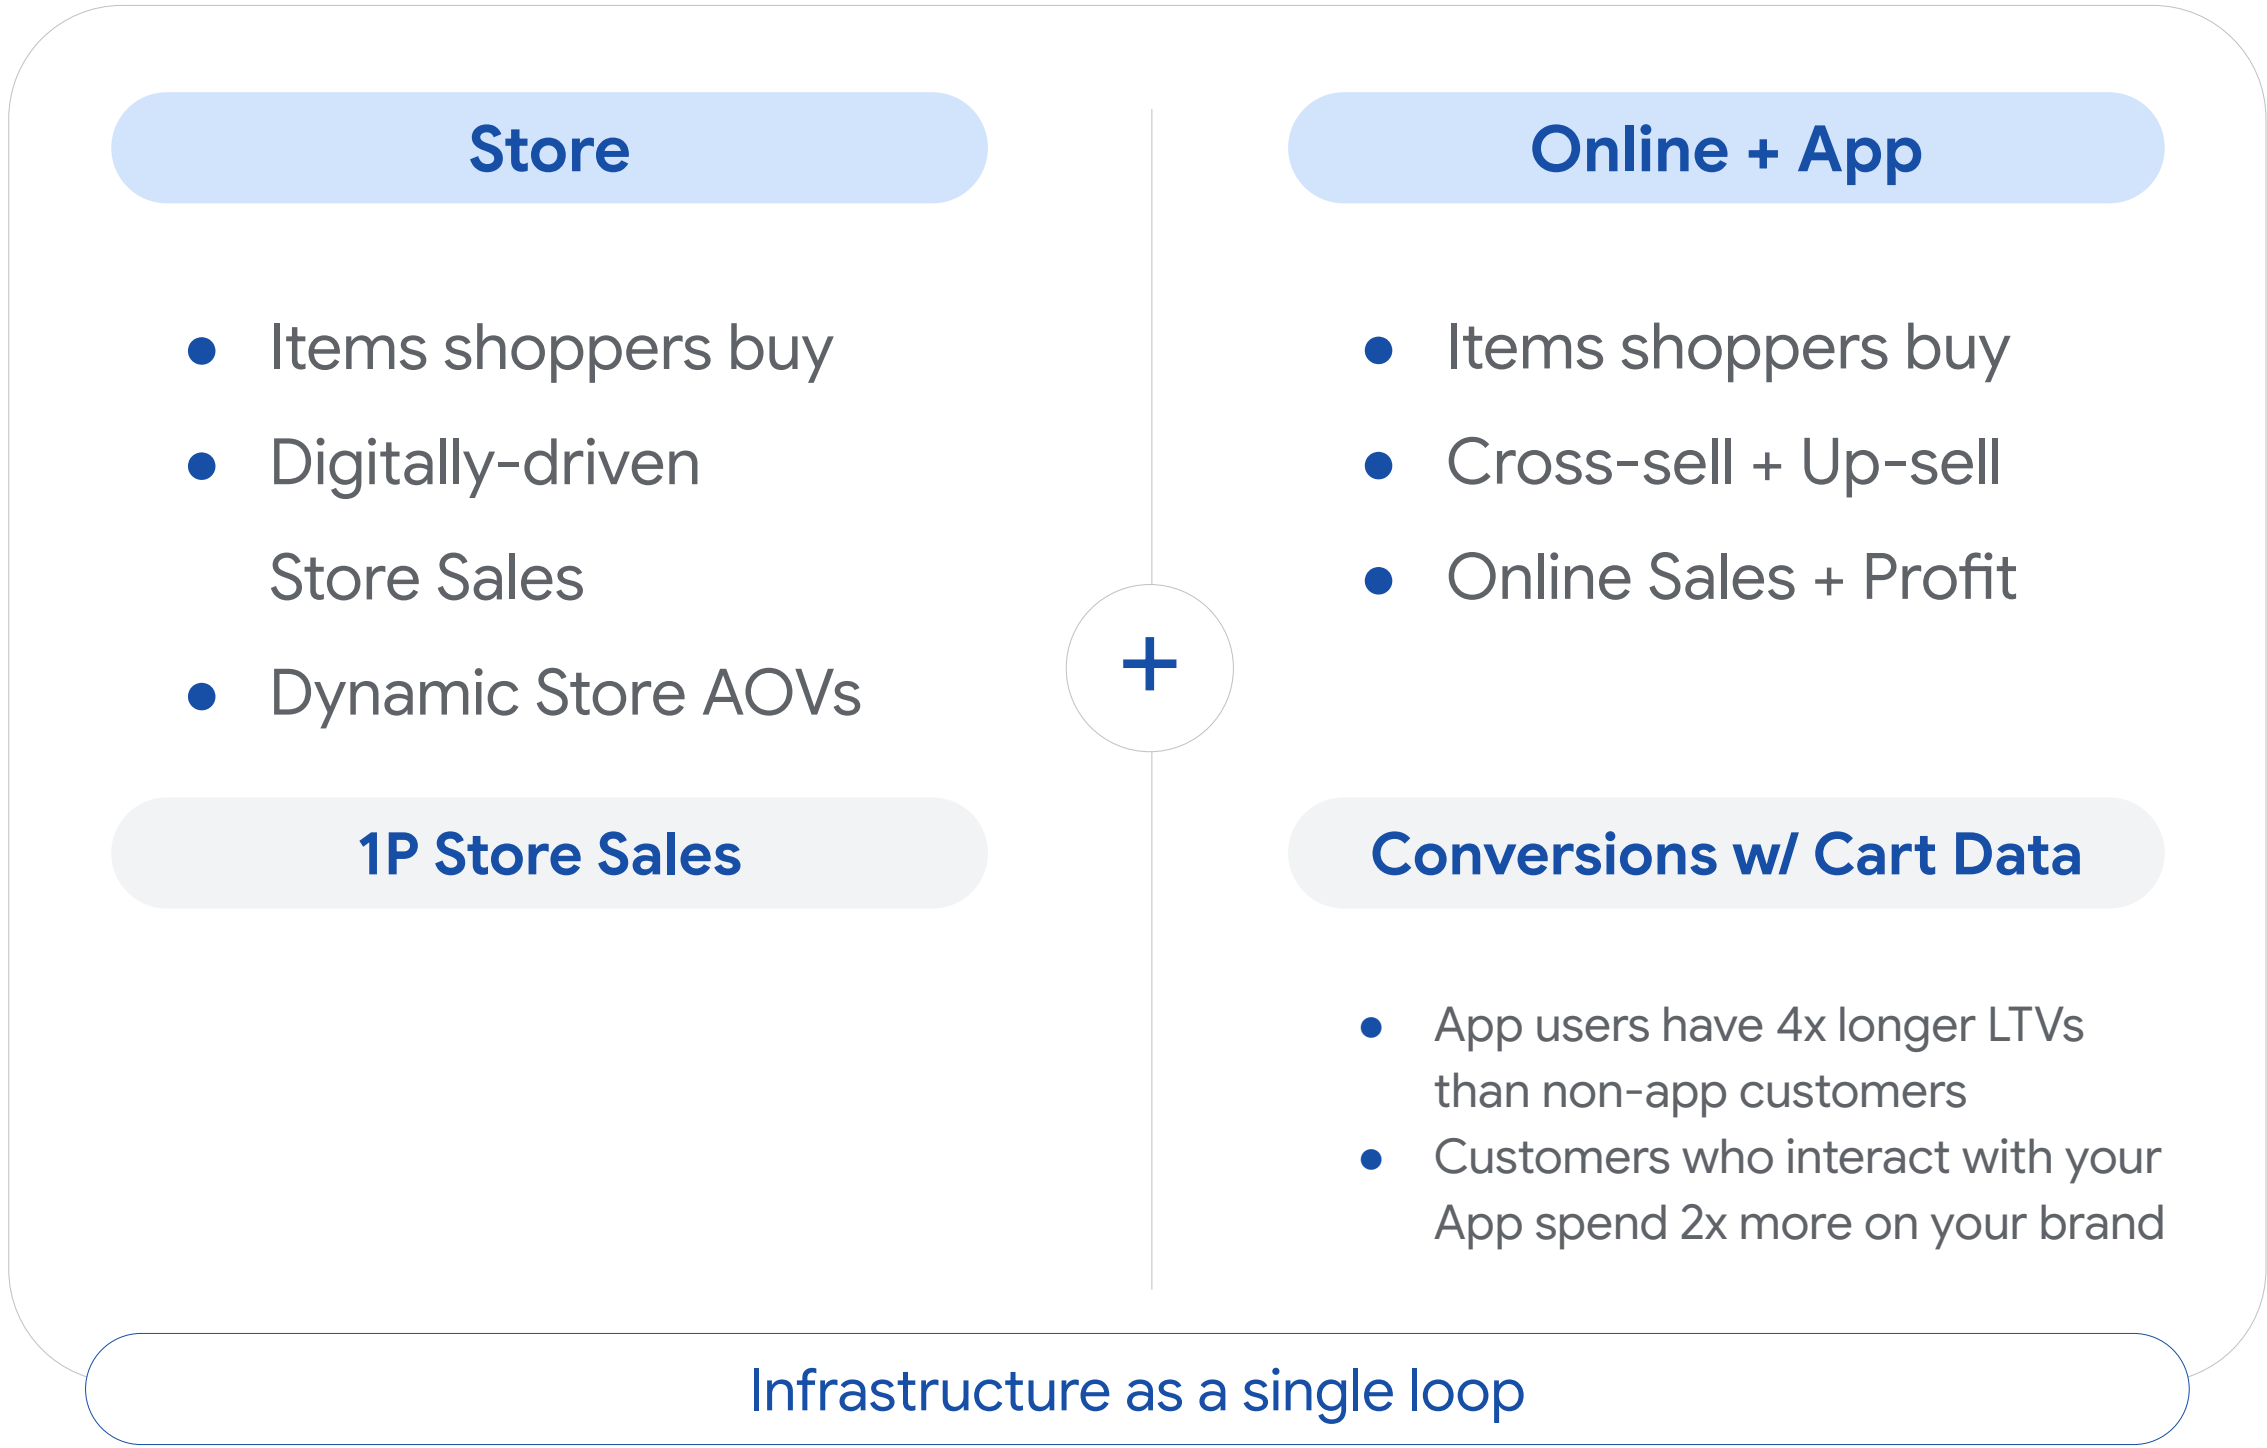 Store
Items shoppers buy
Digitally-driven
Store Sales
Dynamic Store AOVs
1P Store Sales
+
Online + App
Items shoppers buy
Cross-sell + Up-sell
Online Sales + Profit
Conversions w/ Cart Data
App users have 4x longer LTVs
than non-app customers
Customers who interact with your
App spend 2x more on your brand
Infrastructure as a single loop